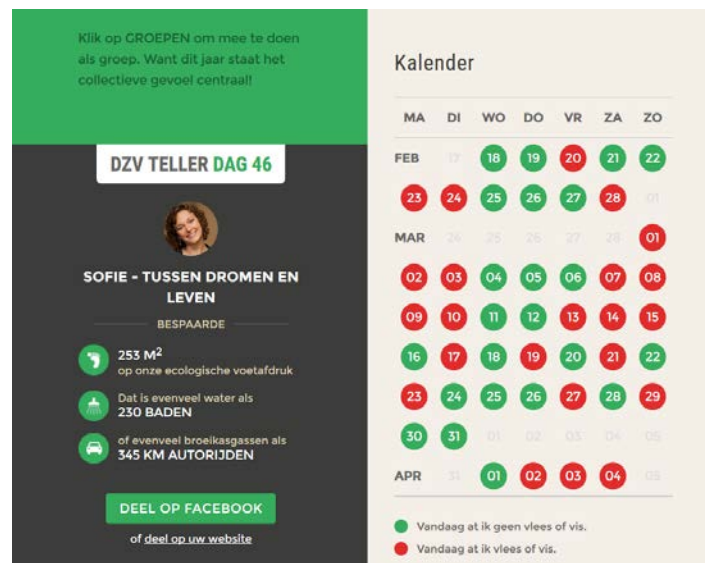 Klik op GROEPEN om mee te doen
als groep. Want dit jaar staat het
collectieve gevoel centraal!
DZV TELLER DAG 46
SOFIE - TUSSEN DROMEN EN
LEVEN
BESPAARDE
253 M²
op onze ecologische voetafdruk
Dat is evenveel water als
230 BADEN
of evenveel broeikasgassen als
345 KM AUTORIJDEN
DEEL OP FACEBOOK
of deel op uw website
Kalender
MA DI WO DO VR ZA ZO
FEB 17 18 19 20 21 22
23 24 25 26 27 28 01
MAR 24 25 26 27 28 01
02 03 04 05 06 07 08
09 10 11 12 13 14 15
16 17 18 19 20 21 22
23 24 25 26 27 28 29
30 31 01 02 03 04 05
APR 31 01 02 03 04 05
Vandaag at ik geen vlees of vis.
Vandaag at ik vlees of vis.